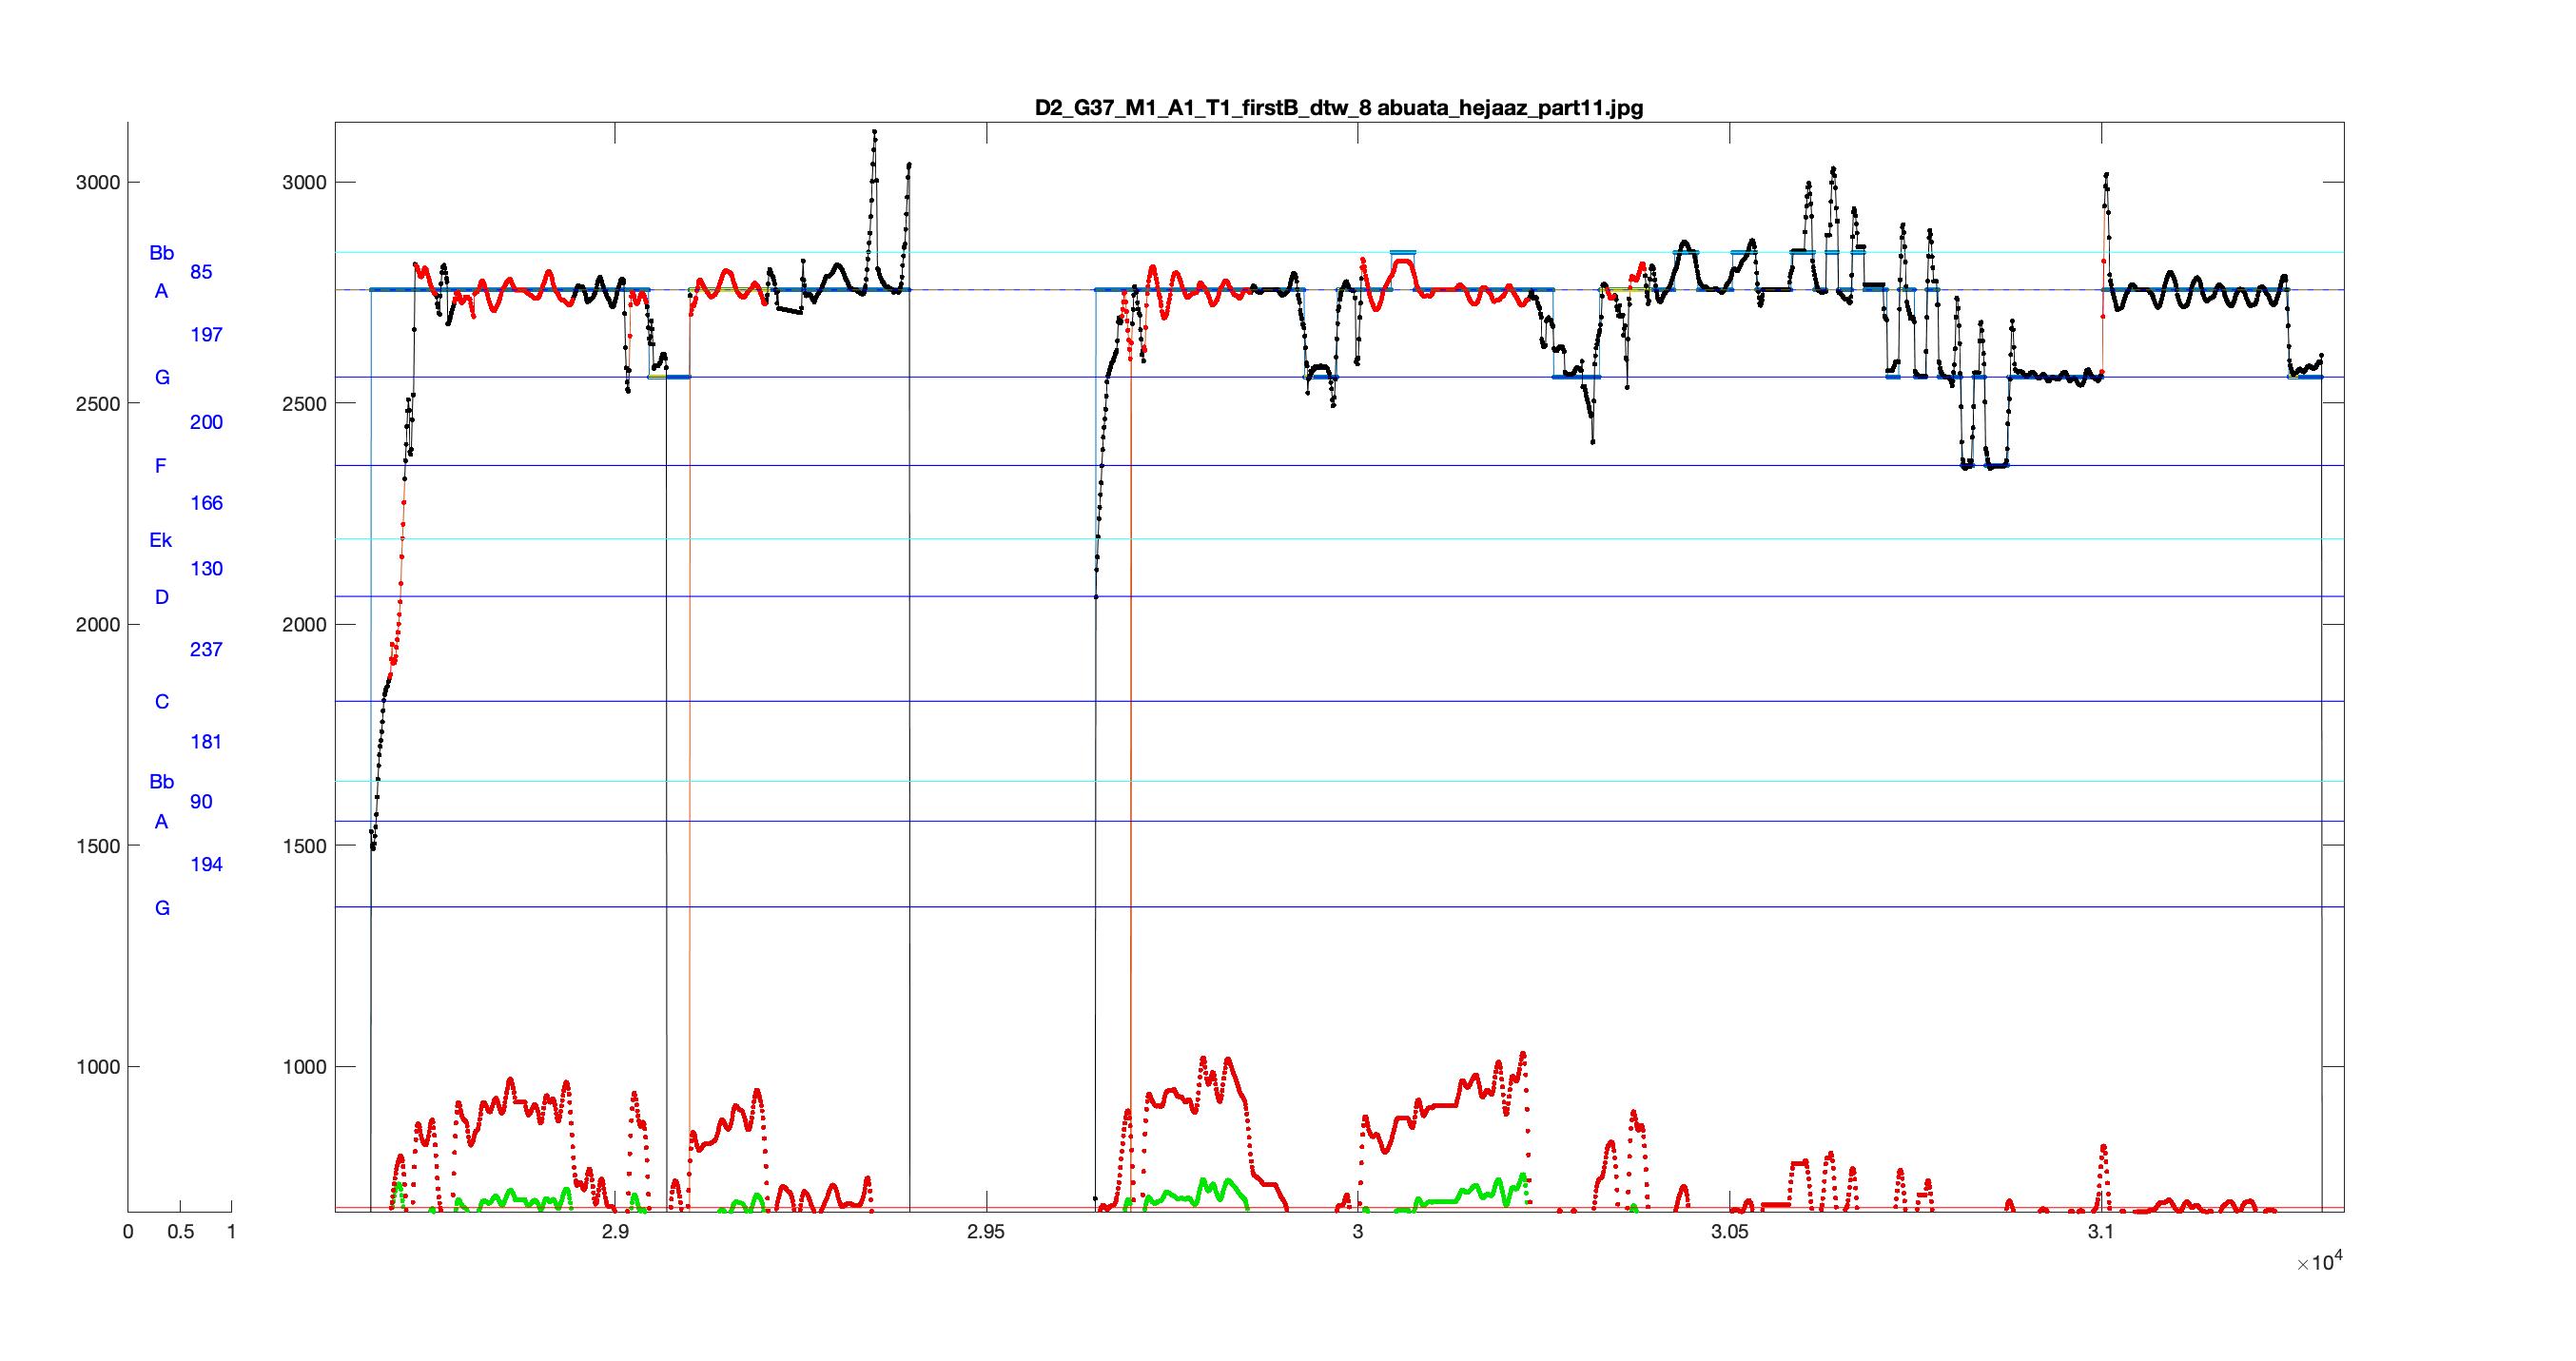 D2_G37_M1_A1_T1_firstB_dtw_8 abuata_hejaaz_part11.jpg
3000 3000
Bb
85
A
197
G
2500 2500
200
F
166
Ek
130
D
2000 2000
237
C
181
Bb
90
A
1500 1500
194
G
1000 1000
0 0.5 1 2.9 2.95 3 3.05 3.1
×10^4